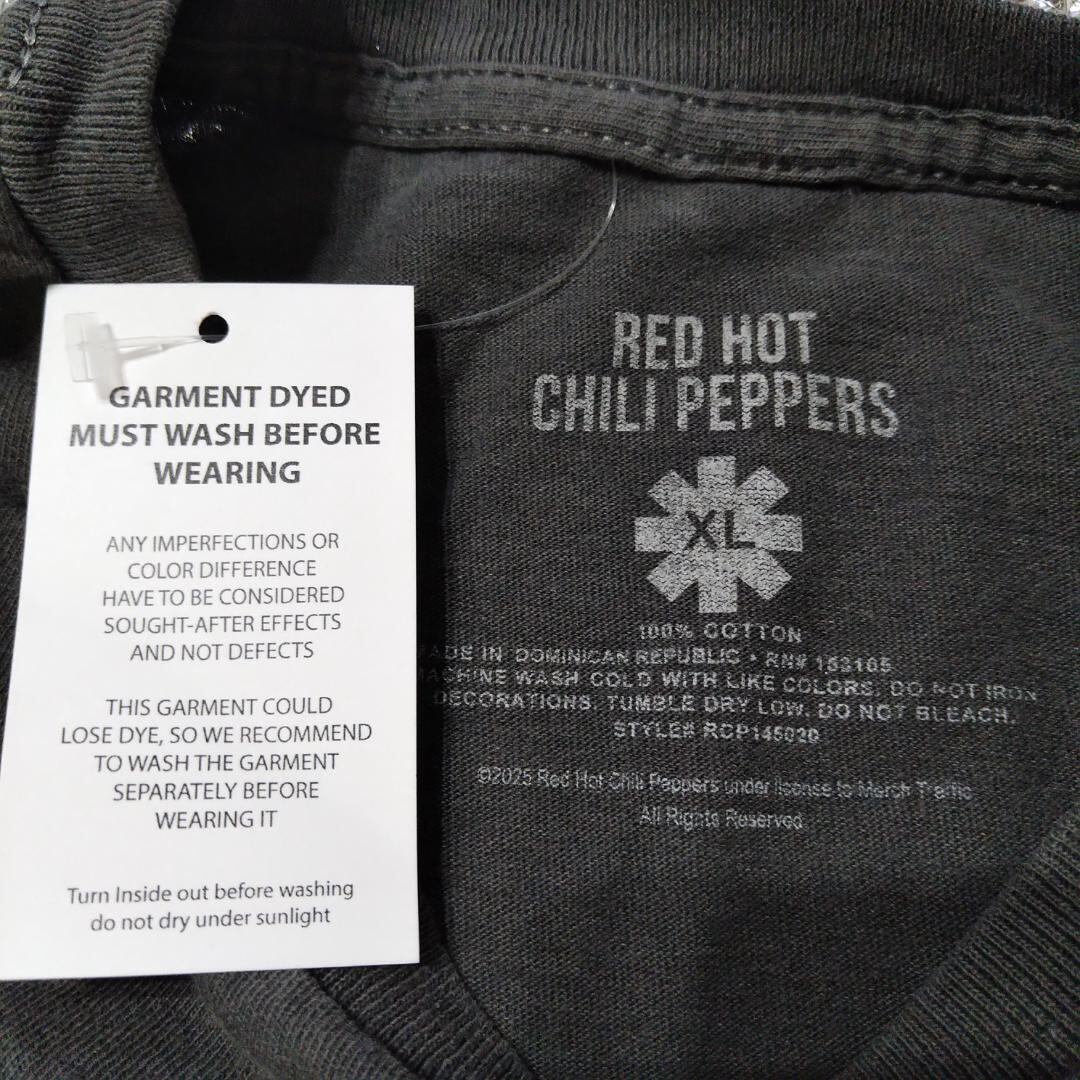 GARMENT DYED
MUST WASH BEFORE
WEARING
ANY IMPERFECTIONS OR
COLOR DIFFERENCE
HAVE TO BE CONSIDERED
SOUGHT-AFTER EFFECTS
AND NOT DEFECTS
THIS GARMENT COULD
LOSE DYE, SO WE RECOMMEND
TO WASH THE GARMENT
SEPARATELY BEFORE
WEARING IT
Turn Inside out before washing
do not dry under sunlight
RED HOT
CHILI PEPPERS
XL
100% COTTON
ADE IN DOMINICAN REPUBLIC • RN# 153165
ACHINE WASH COLD WITH LIKE COLORS. DO NOT IRON
DECORATIONS. TUMBLE DRY LOW. DO NOT BLEACH.
STYLE# RCP145020
©2025 Red Hot Chili Peppers under license to Merch Traffic.
All Rights Reserved